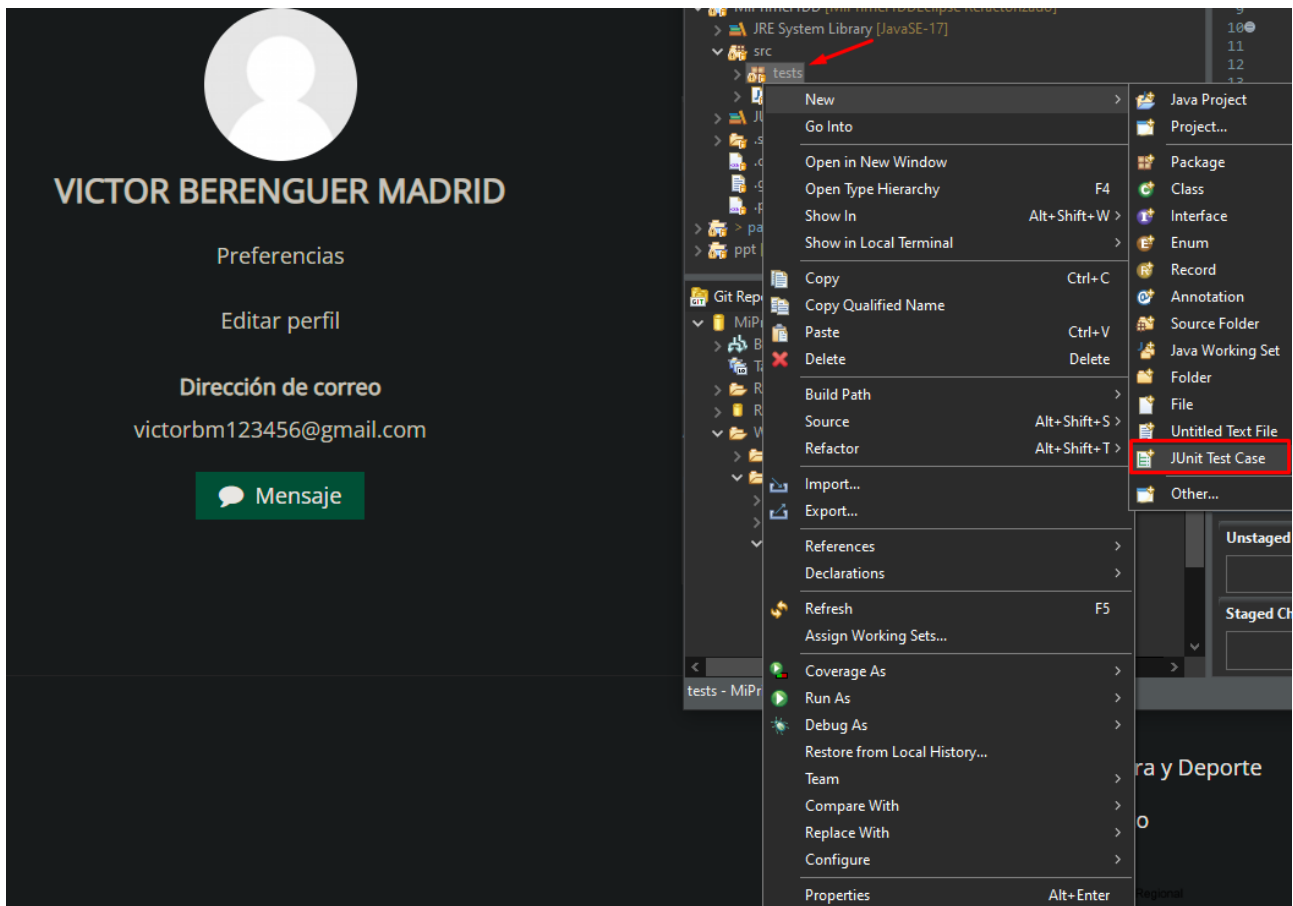 VICTOR BERENGUER MADRID
Preferencias
Editar perfil
Dirección de correo
victorbm123456@gmail.com
Mensaje
JRE System Library [JavaSE-17]
src
tests
Git Rep
MiPr
ppt
tests - MiPr
10
11
12
New
Go Into
Open in New Window
Open Type Hierarchy F4
Show In Alt+Shift+W >
Show in Local Terminal
Copy Ctrl+C
Copy Qualified Name
Paste Ctrl+V
Delete Delete
Build Path
Source Alt+Shift+S >
Refactor Alt+Shift+T >
Import...
Export...
References
Declarations
Refresh F5
Assign Working Sets...
Coverage As
Run As
Debug As
Restore from Local History...
Team
Compare With
Replace With
Configure
Properties Alt+Enter
Java Project
Project...
Package
Class
Interface
Enum
Record
Annotation
Source Folder
Java Working Set
Folder
File
Untitled Text File
JUnit Test Case
Other...
Unstaged
Staged Ch
ra y Deporte
o
Regional